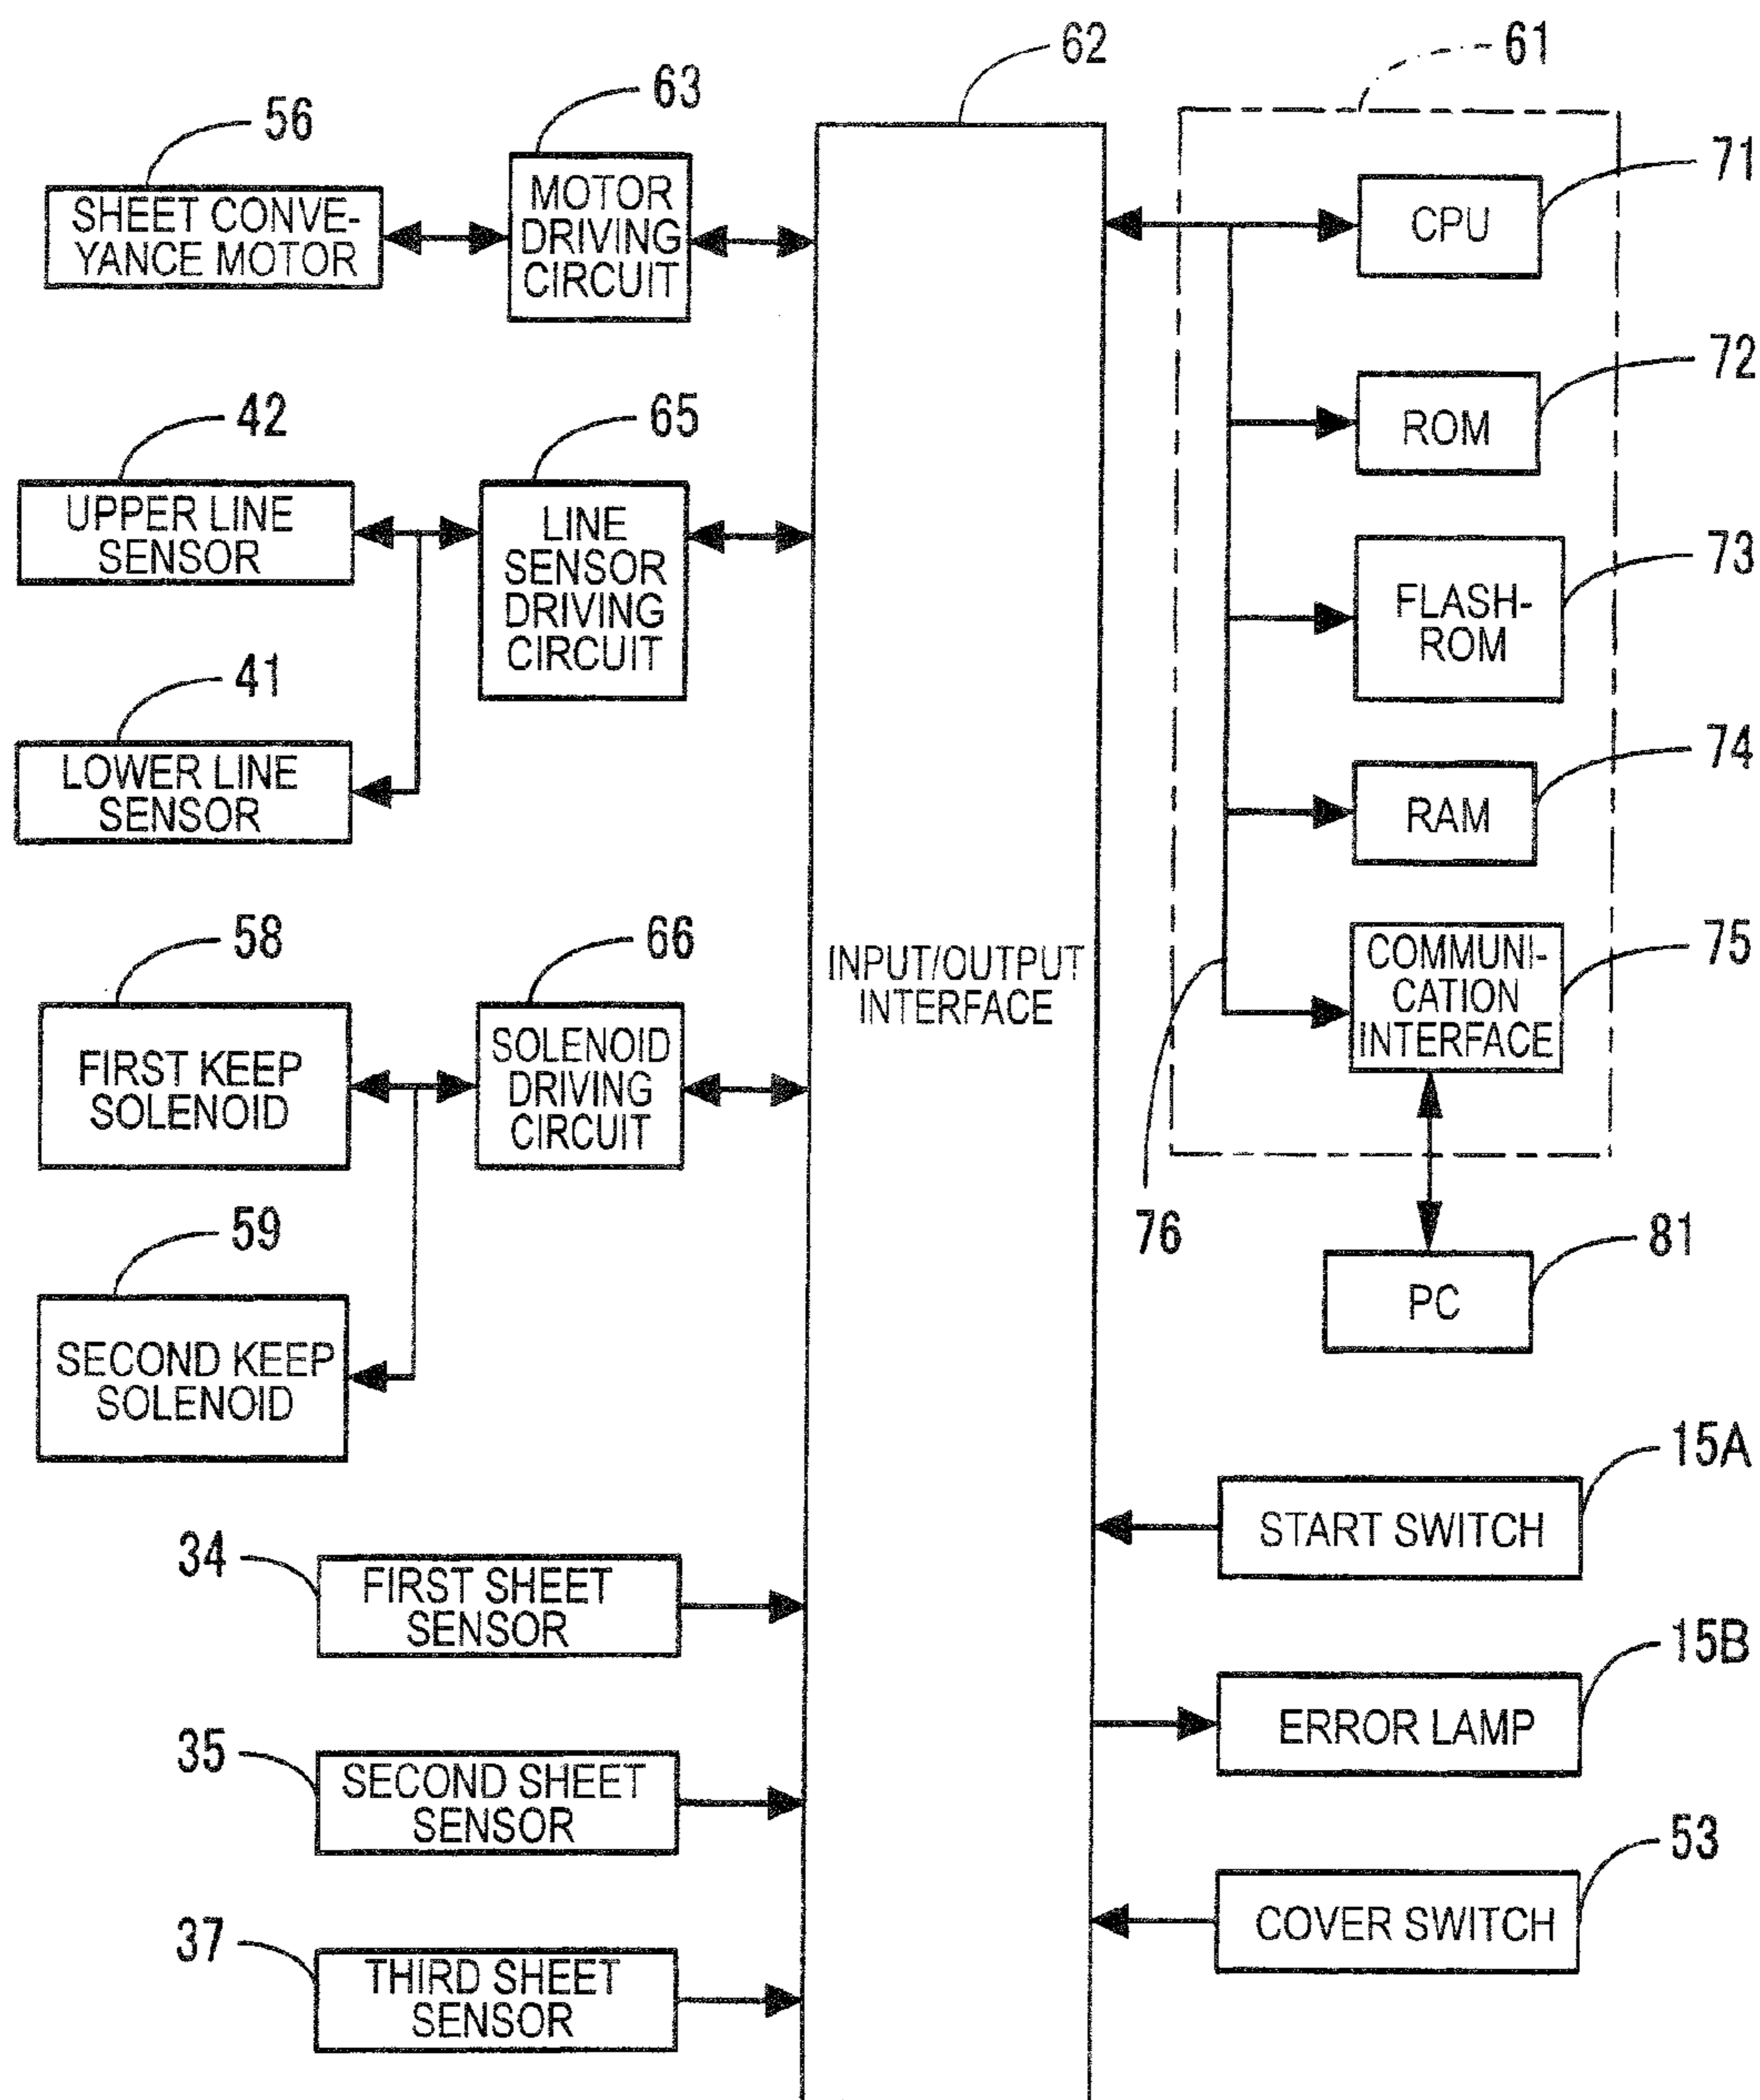 62
61
63
56
71
MOTOR
DRIVING
CIRCUIT
SHEET CONVE-
YANCE MOTOR
CPU
72
42
65
ROM
UPPER LINE
SENSOR
LINE
SENSOR
DRIVING
CIRCUIT
73
FLASH-
ROM
41
74
LOWER LINE
SENSOR
RAM
58
66
75
INPUT/OUTPUT
INTERFACE
COMMUNI-
CATION
INTERFACE
FIRST KEEP
SOLENOID
SOLENOID
DRIVING
CIRCUIT
59
76
81
PC
SECOND KEEP
SOLENOID
15A
START SWITCH
34
FIRST SHEET
SENSOR
15B
ERROR LAMP
35
SECOND SHEET
SENSOR
53
COVER SWITCH
37
THIRD SHEET
SENSOR